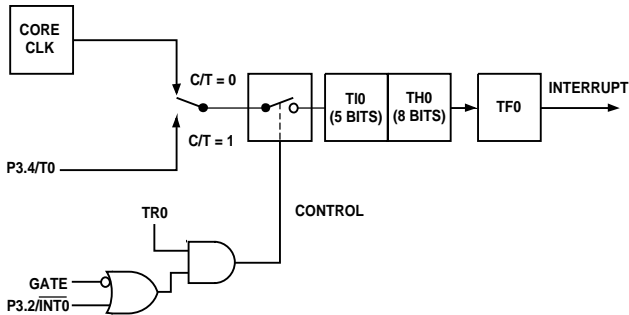 CORE
CLK
C/T = 0
C/T = 1
P3.4/T0
TI0
(5 BITS)
TH0
(8 BITS)
TF0
INTERRUPT
TR0
CONTROL
GATE
P3.2/INT0